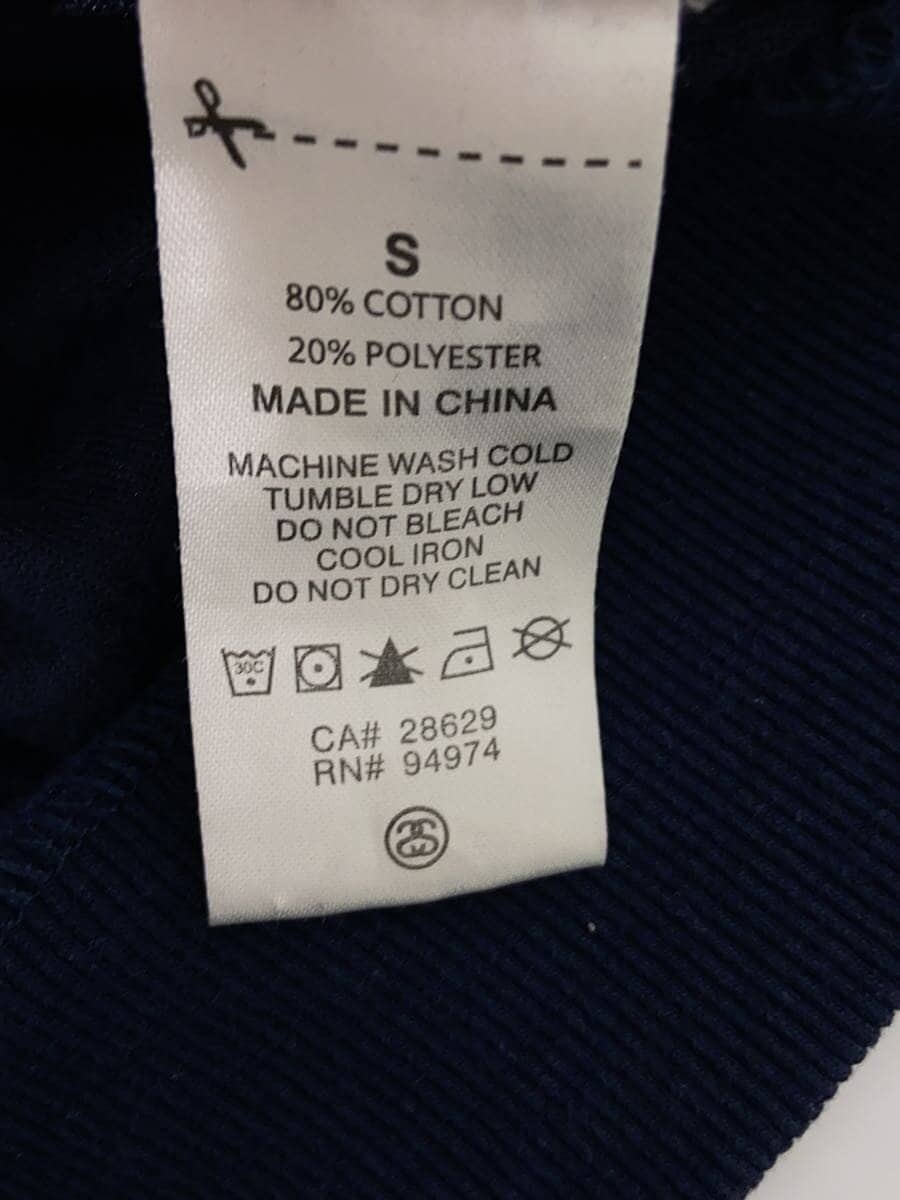 S
80% COTTON
20% POLYESTER
MADE IN CHINA
MACHINE WASH COLD
TUMBLE DRY LOW
DO NOT BLEACH
COOL IRON
DO NOT DRY CLEAN
30C
CA# 28629
RN# 94974